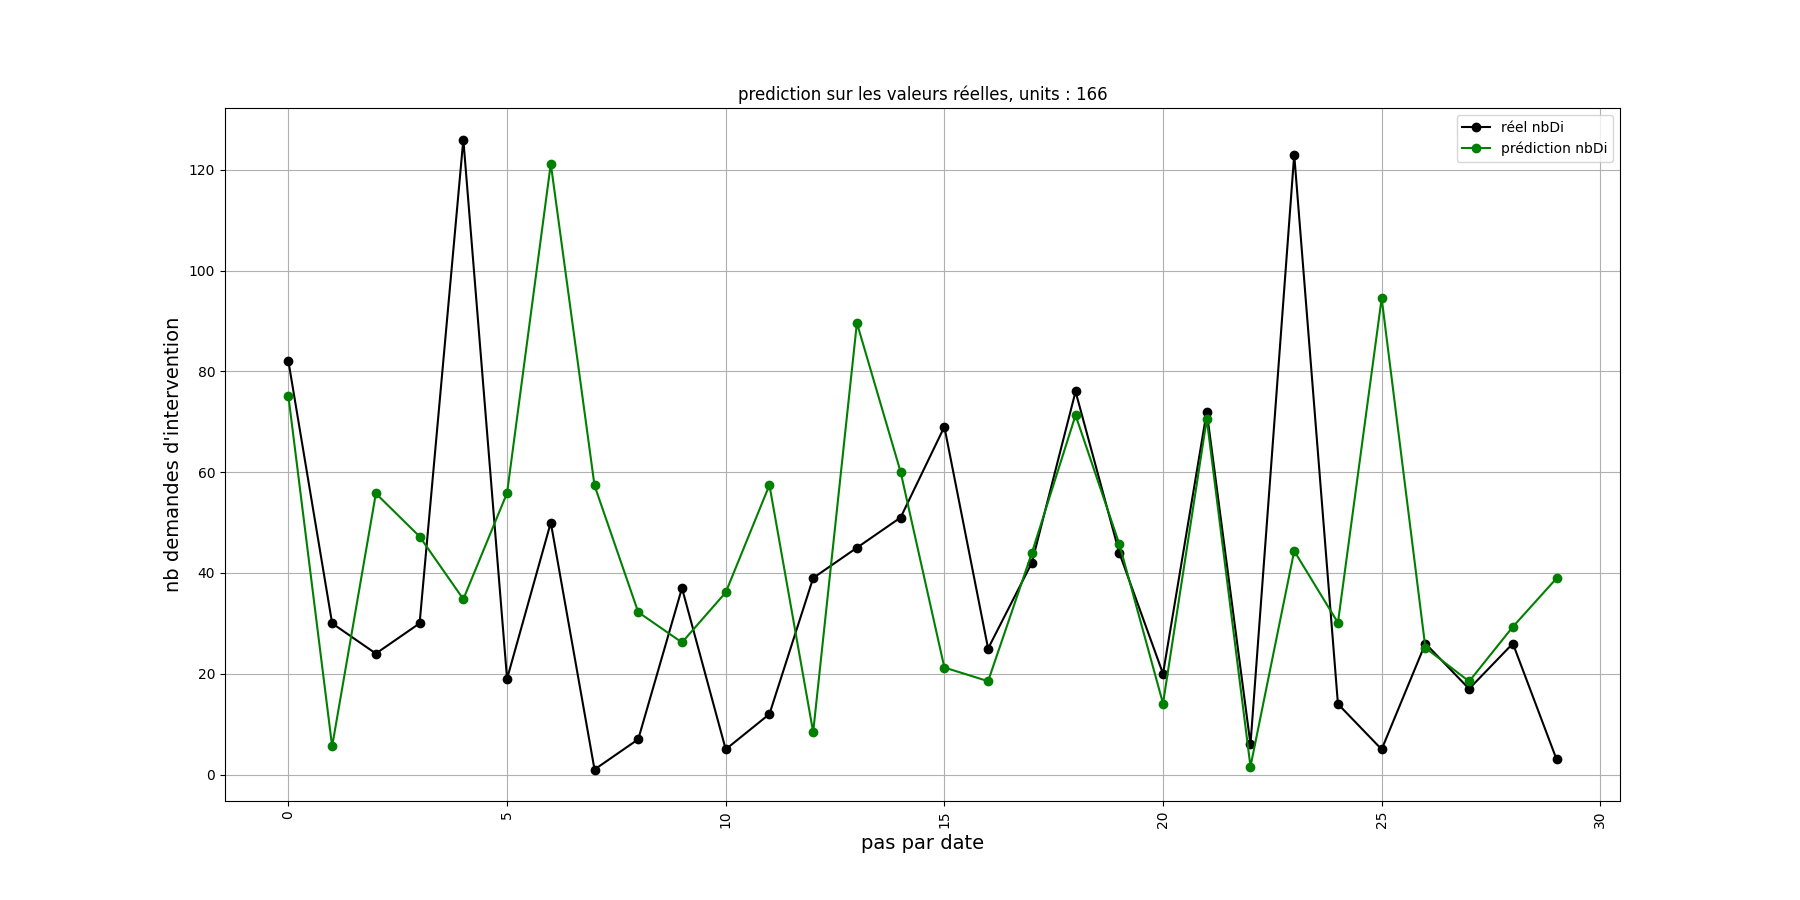 prediction sur les valeurs réelles, units : 166
réel nbDi
prédiction nbDi
120
100
80
60
40
20
0
nb demandes d'intervention
0
5
10
15
20
25
30
pas par date